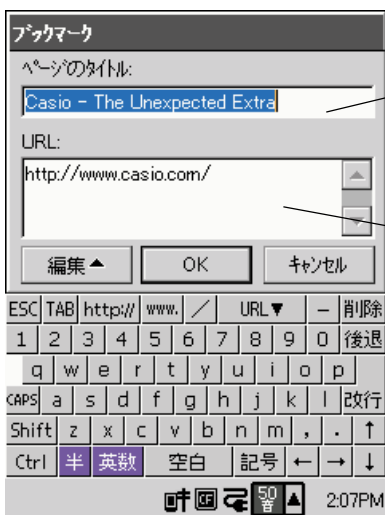 ブックマーク
ページのタイトル:
Casio - The Unexpected Extra
URL:
http://www.casio.com/
編集▲ OK キャンセル
ESC TAB http:// www. / URL▼ - 削除
1 2 3 4 5 6 7 8 9 0 後退
q w e r t y u i o p
CAPS a s d f g h j k l 改行
Shift z x c v b n m , . ↑
Ctrl 半 英数 空白 記号 ← → ↓
50音 ▲ 2:07PM